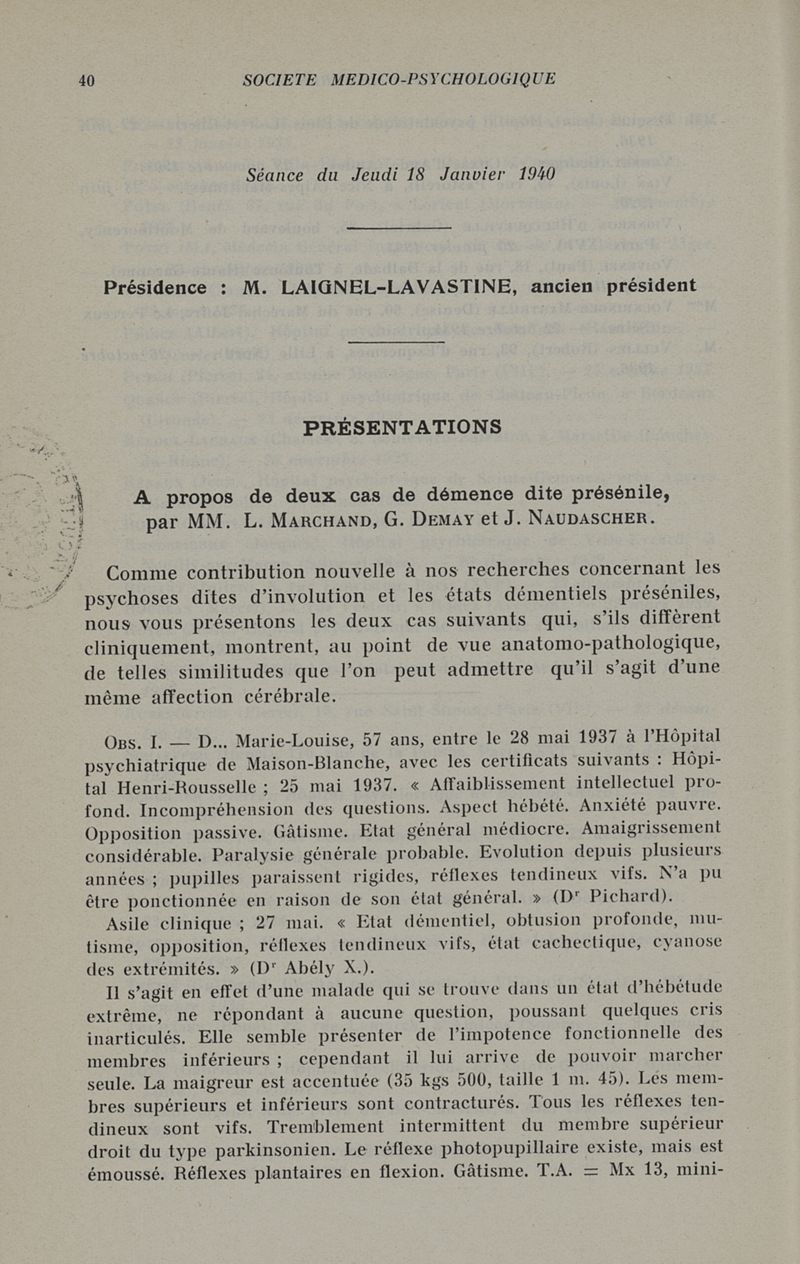 40
SOCIETE MEDICO-PSYCHOLOGIQUE
Séance du Jeudi 18 Janvier 1940
Présidence : M. LAIGNEL-LAVASTINE, ancien président
PRÉSENTATIONS
A propos de deux cas de démence dite présénile,
par MM. L. MARCHAND, G. DEMAY et J. NAUDASCHER.
Comme contribution nouvelle à nos recherches concernant les
psychoses dites d'involution et les états démentiels préséniles,
nous vous présentons les deux cas suivants qui, s'ils diffèrent
cliniquement, montrent, au point de vue anatomo-pathologique,
de telles similitudes que l'on peut admettre qu'il s'agit d'une
même affection cérébrale.
OBS. I. — D... Marie-Louise, 57 ans, entre le 28 mai 1937 à l'Hôpital
psychiatrique de Maison-Blanche, avec les certificats suivants : Hôpi-
tal Henri-Rousselle ; 25 mai 1937. « Affaiblissement intellectuel pro-
fond. Incompréhension des questions. Aspect hébété. Anxiété pauvre.
Opposition passive. Gâtisme. Etat général médiocre. Amaigrissement
considérable. Paralysie générale probable. Evolution depuis plusieurs
années ; pupilles paraissent rigides, réflexes tendineux vifs. N'a pu
être ponctionnée en raison de son état général. » (Dr Pichard).
Asile clinique ; 27 mai. « Etat démentiel, obtusion profonde, mu-
tisme, opposition, réflexes tendineux vifs, état cachectique, cyanose
des extrémités. » (Dr Abély X.).
Il s'agit en effet d'une malade qui se trouve dans un état d'hébétude
extrême, ne répondant à aucune question, poussant quelques cris
inarticulés. Elle semble présenter de l'impotence fonctionnelle des
membres inférieurs ; cependant il lui arrive de pouvoir marcher
seule. La maigreur est accentuée (35 kgs 500, taille 1 m. 45). Les mem-
bres supérieurs et inférieurs sont contracturés. Tous les réflexes ten-
dineux sont vifs. Tremblement intermittent du membre supérieur
droit du type parkinsonien. Le réflexe photopupillaire existe, mais est
émoussé. Réflexes plantaires en flexion. Gâtisme. T.A. = Mx 13, mini-